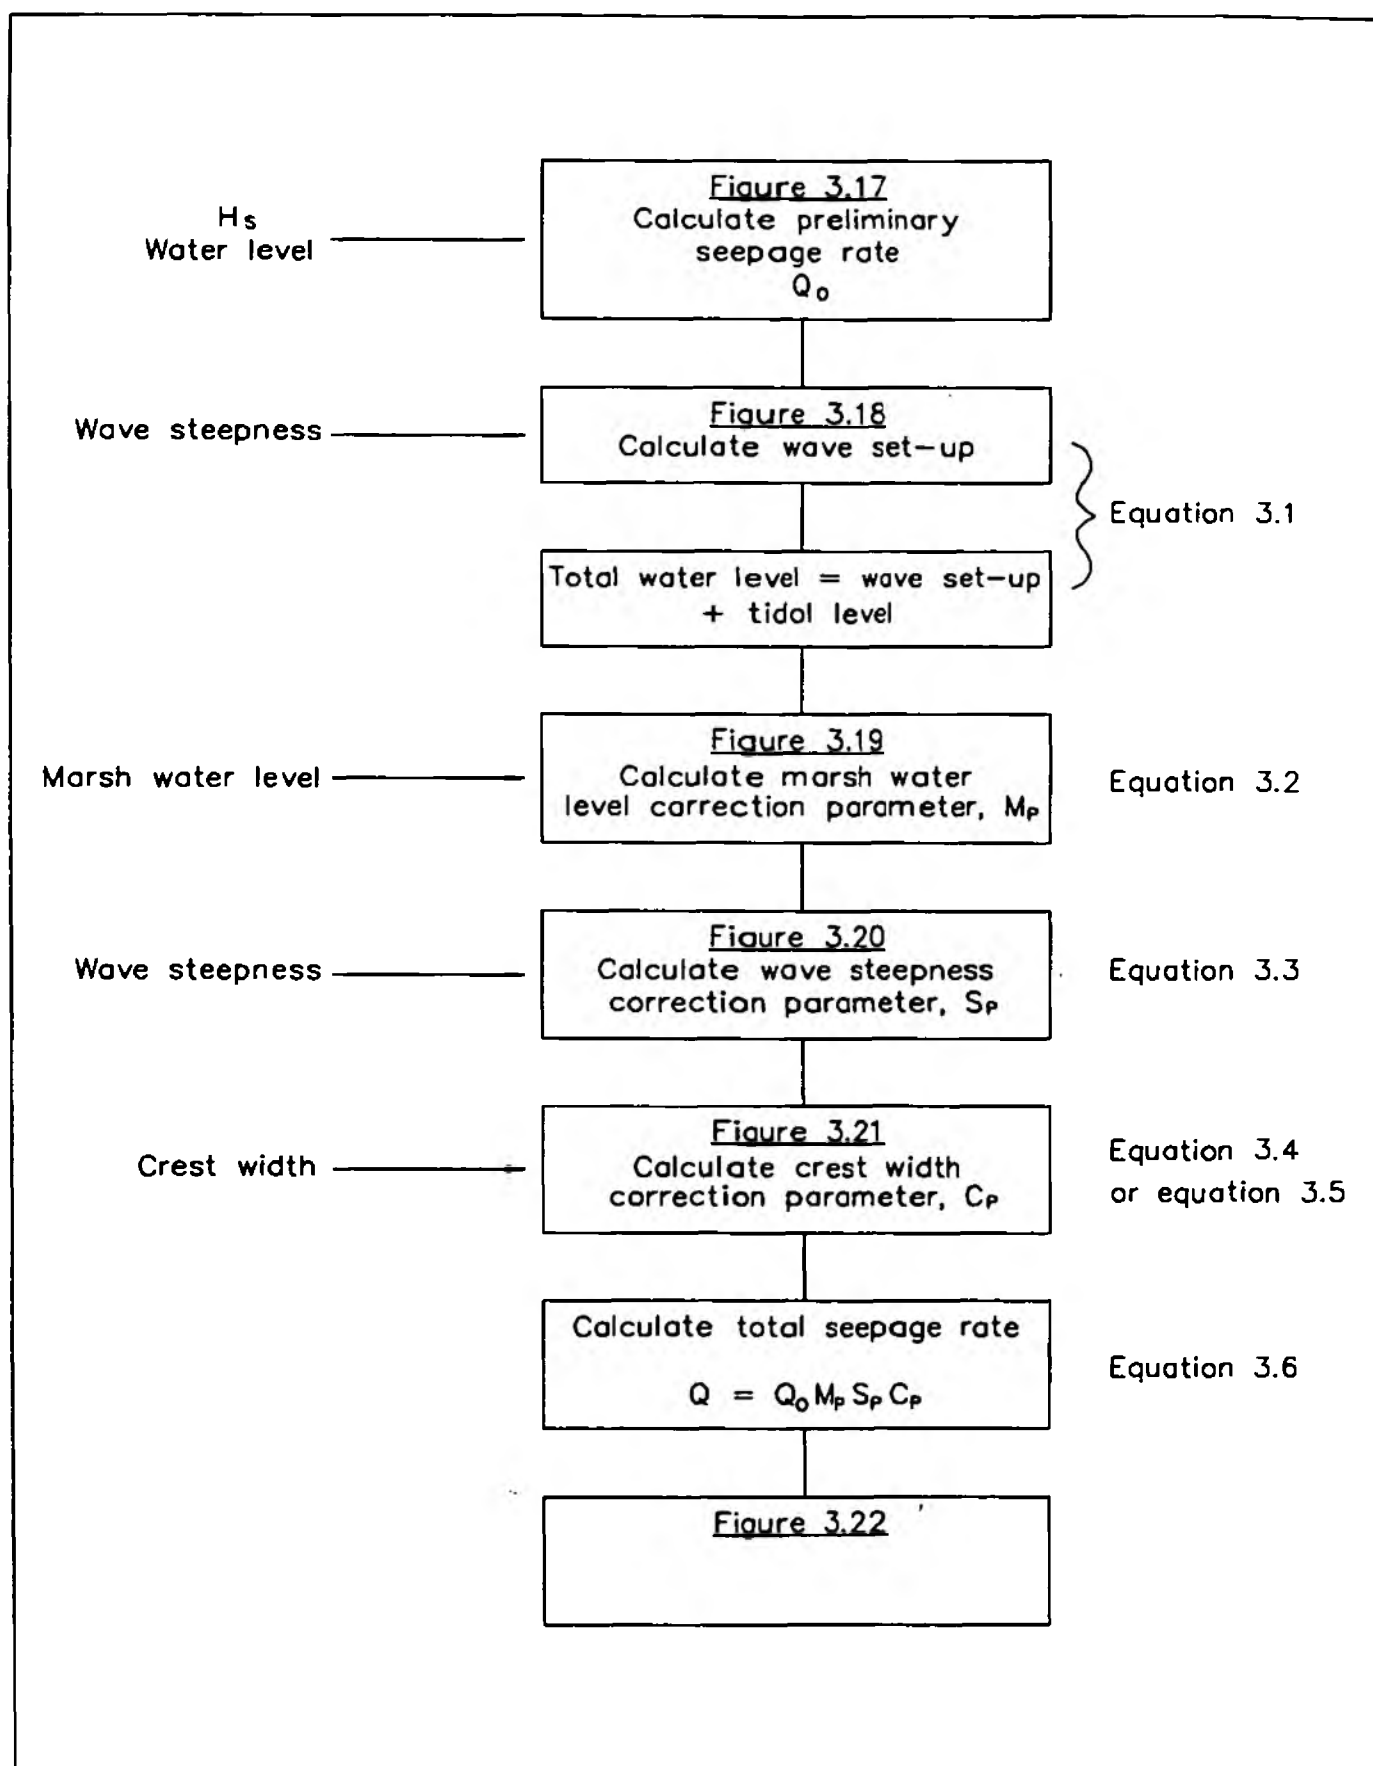 Figure 3.17
Hs
Water level
Calculate preliminary
seepage rate
Qo
Wave steepness
Figure 3.18
Calculate wave set-up
Equation 3.1
Total water level = wave set-up
+ tidal level
Marsh water level
Figure 3.19
Calculate marsh water
level correction parameter, MP
Equation 3.2
Wave steepness
Figure 3.20
Calculate wave steepness
correction parameter, SP
Equation 3.3
Crest width
Figure 3.21
Calculate crest width
correction parameter, CP
Equation 3.4
or equation 3.5
Calculate total seepage rate
Q = Qo MP SP CP
Equation 3.6
Figure 3.22